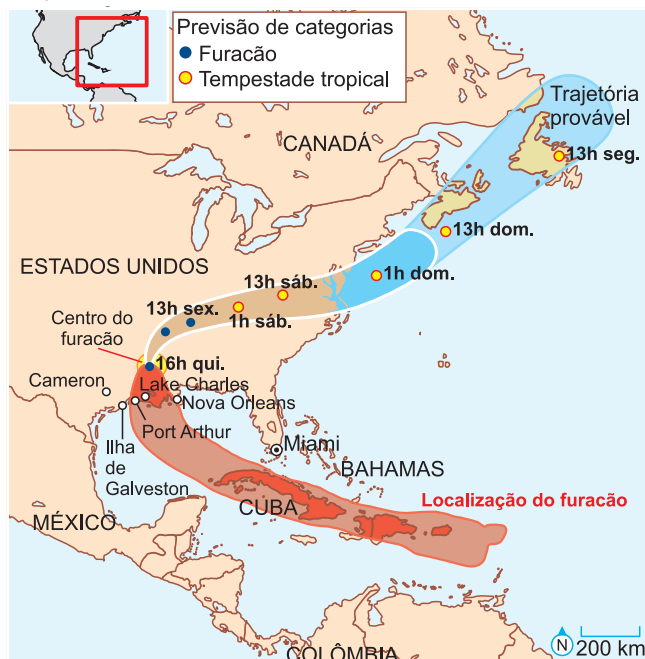 Previsão de categorias
Furacão
Tempestade tropical
Trajetória
provável
CANADÁ
13h seg.
13h dom.
ESTADOS UNIDOS
1h dom.
13h sáb.
13h sex.
1h sáb.
Centro do
furacão
16h qui.
Cameron
Lake Charles
Nova Orleans
Port Arthur
Ilha
de
Galveston
Miami
BAHAMAS
Localização do furacão
CUBA
MÉXICO
COLÔMBIA
N
200 km